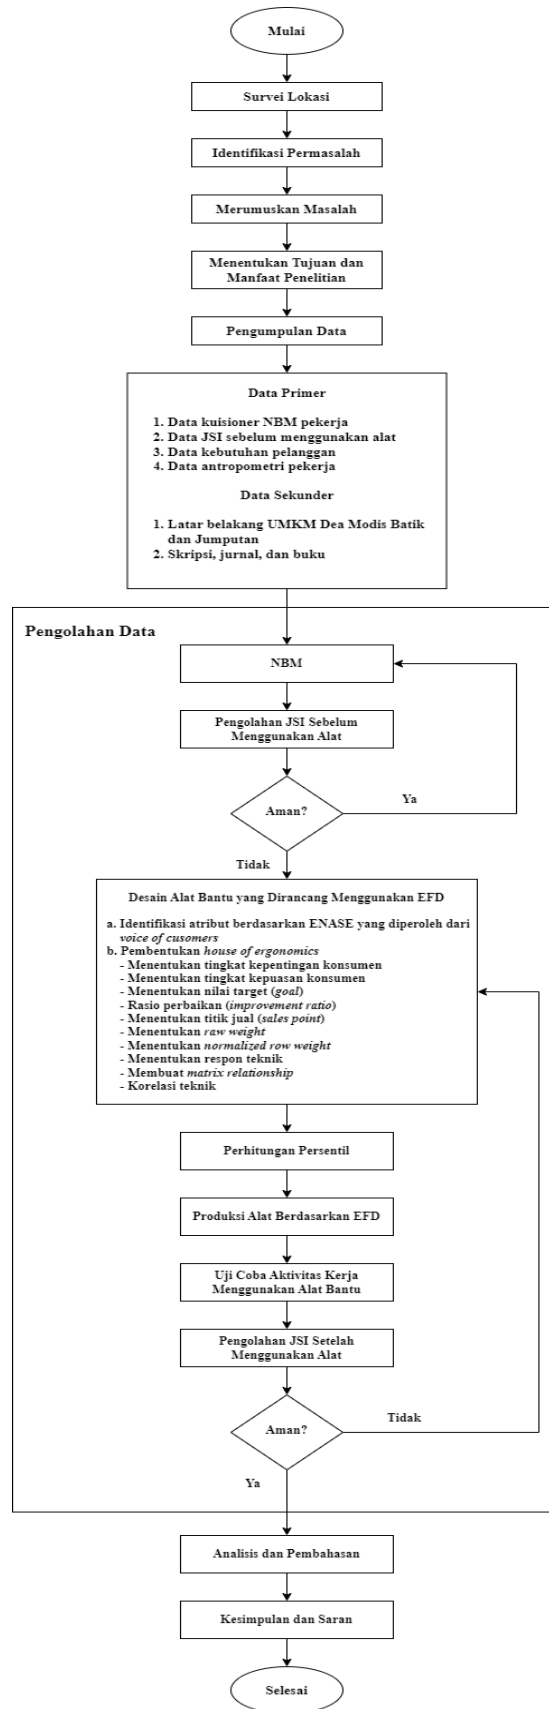 Mulai
Survei Lokasi
Identifikasi Permasalah
Merumuskan Masalah
Menentukan Tujuan dan
Manfaat Penelitian
Pengumpulan Data
Data Primer
1. Data kuisioner NBM pekerja
2. Data JSI sebelum menggunakan alat
3. Data kebutuhan pelanggan
4. Data antropometri pekerja
Data Sekunder
1. Latar belakang UMKM Dea Modis Batik
dan Jumputan
2. Skripsi, jurnal, dan buku
Pengolahan Data
NBM
Pengolahan JSI Sebelum
Menggunakan Alat
Aman?
Ya
Tidak
Desain Alat Bantu yang Dirancang Menggunakan EFD
a. Identifikasi atribut berdasarkan ENASE yang diperoleh dari
voice of cusomers
b. Pembentukan house of ergonomics
- Menentukan tingkat kepentingan konsumen
- Menentukan tingkat kepuasan konsumen
- Menentukan nilai target (goal)
- Rasio perbaikan (improvement ratio)
- Menentukan titik jual (sales point)
- Menentukan raw weight
- Menentukan normalized row weight
- Menentukan respon teknik
- Membuat matrix relationship
- Korelasi teknik
Perhitungan Persentil
Produksi Alat Berdasarkan EFD
Uji Coba Aktivitas Kerja
Menggunakan Alat Bantu
Pengolahan JSI Setelah
Menggunakan Alat
Aman?
Tidak
Ya
Analisis dan Pembahasan
Kesimpulan dan Saran
Selesai